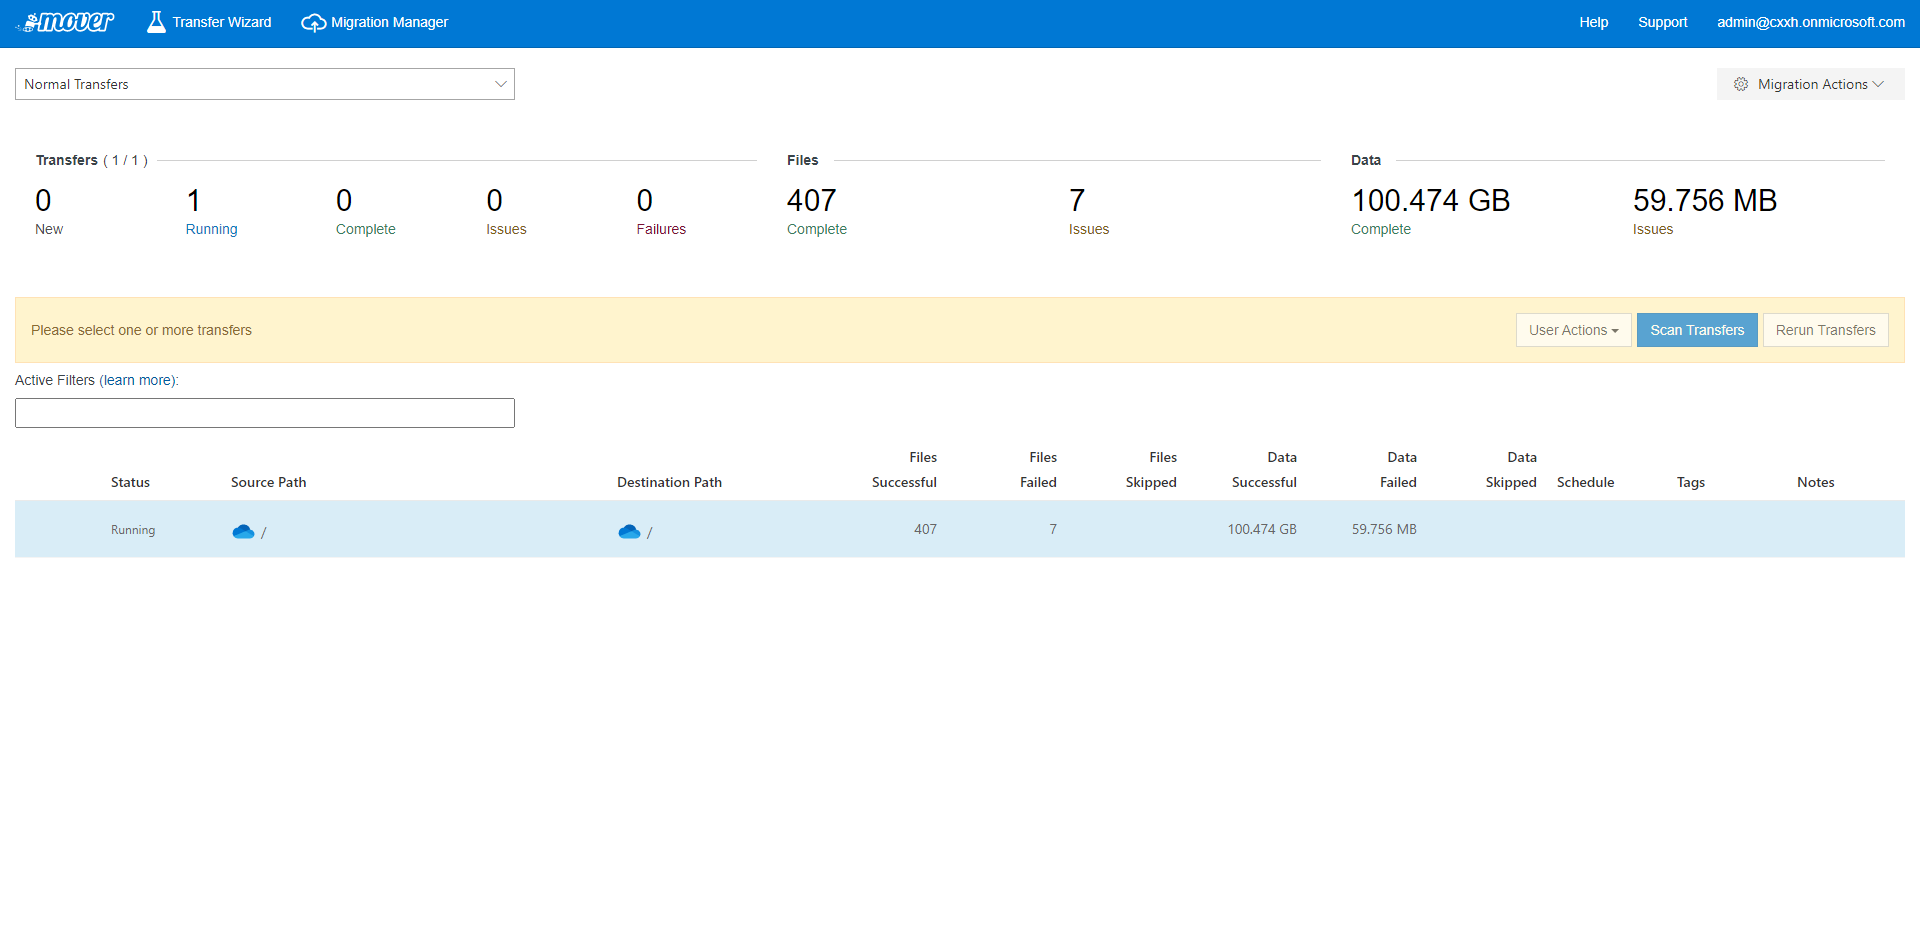 mover Transfer Wizard Migration Manager Help Support admin@cxxh.onmicrosoft.com
Normal Transfers Migration Actions
Transfers ( 1 / 1 ) Files Data
0 1 0 0 0 407 7 100.474 GB 59.756 MB
New Running Complete Issues Failures Complete Issues Complete Issues
Please select one or more transfers User Actions Scan Transfers Rerun Transfers
Active Filters (learn more):
Files Files Files Data Data Data
Status Source Path Destination Path Successful Failed Skipped Successful Failed Skipped Schedule Tags Notes
Running / / 407 7 100.474 GB 59.756 MB